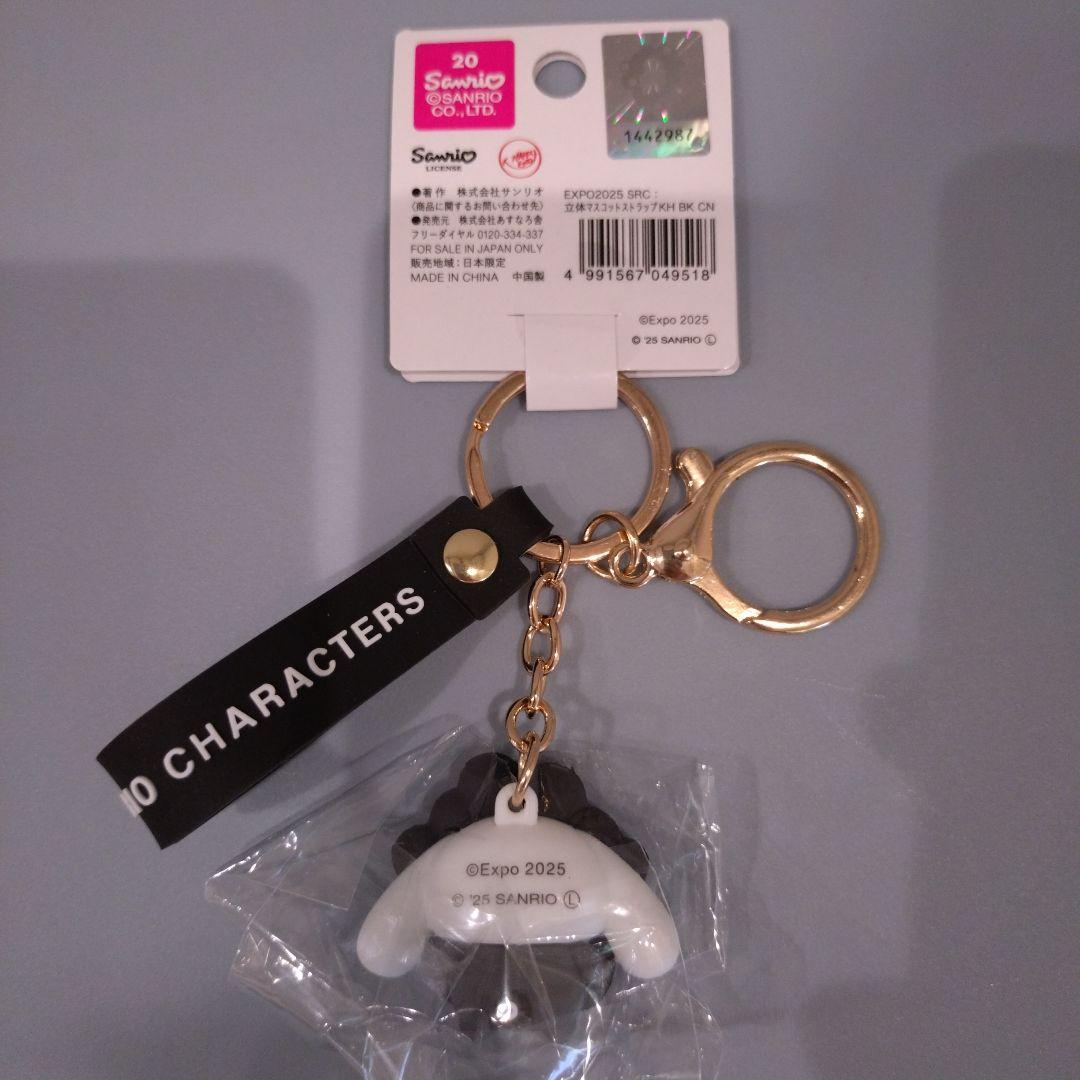 20
Sanrio
©SANRIO
CO.,LTD.
1442987
Sanrio
LICENSE
●著作 株式会社サンリオ
〈商品に関するお問い合わせ先〉
●発売元 株式会社あすなろ舎
フリーダイヤル 0120-334-337
FOR SALE IN JAPAN ONLY
販売地域：日本限定
MADE IN CHINA 中国製
EXPO2025 SRC：
立体マスコットストラップKH BK CN
4 991567 049518
©Expo 2025
© '25 SANRIO Ⓛ
IO CHARACTERS
©Expo 2025
© '25 SANRIO Ⓛ